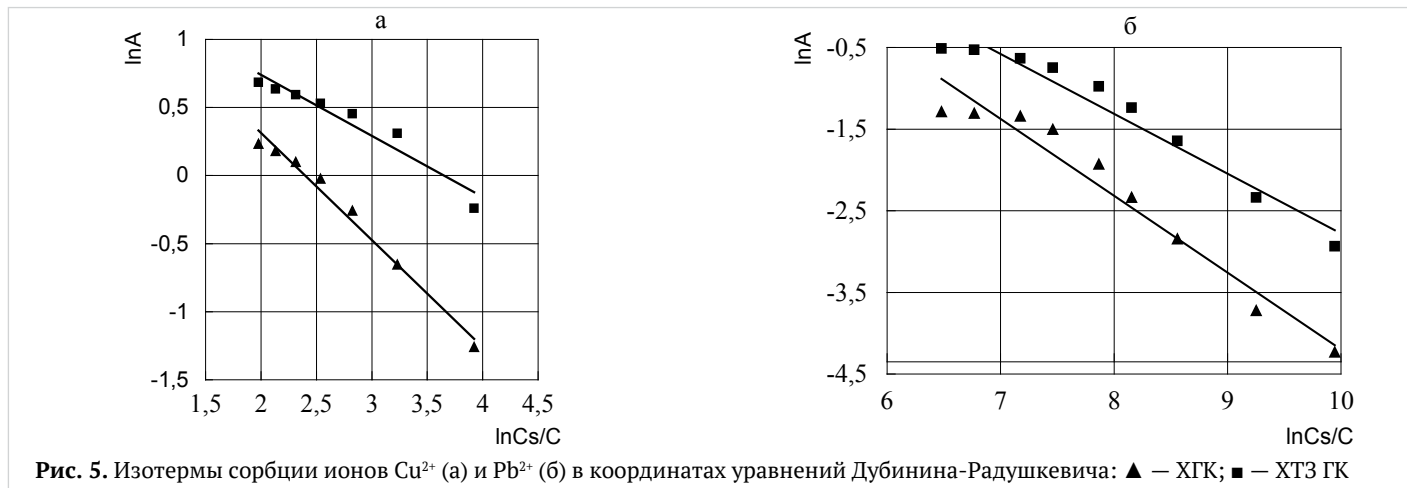 а
lnA
1
0,5
0
-0,5
-1
-1,5
1,5 2 2,5 3 3,5 4 4,5
lnCs/C
б
lnA
-0,5
-1,5
-2,5
-3,5
-4,5
6 7 8 9 10
lnCs/C
Рис. 5. Изотермы сорбции ионов Cu²⁺ (а) и Pb²⁺ (б) в координатах уравнений Дубинина-Радушкевича: ▲ — ХГК; ■ — ХТЗ ГК